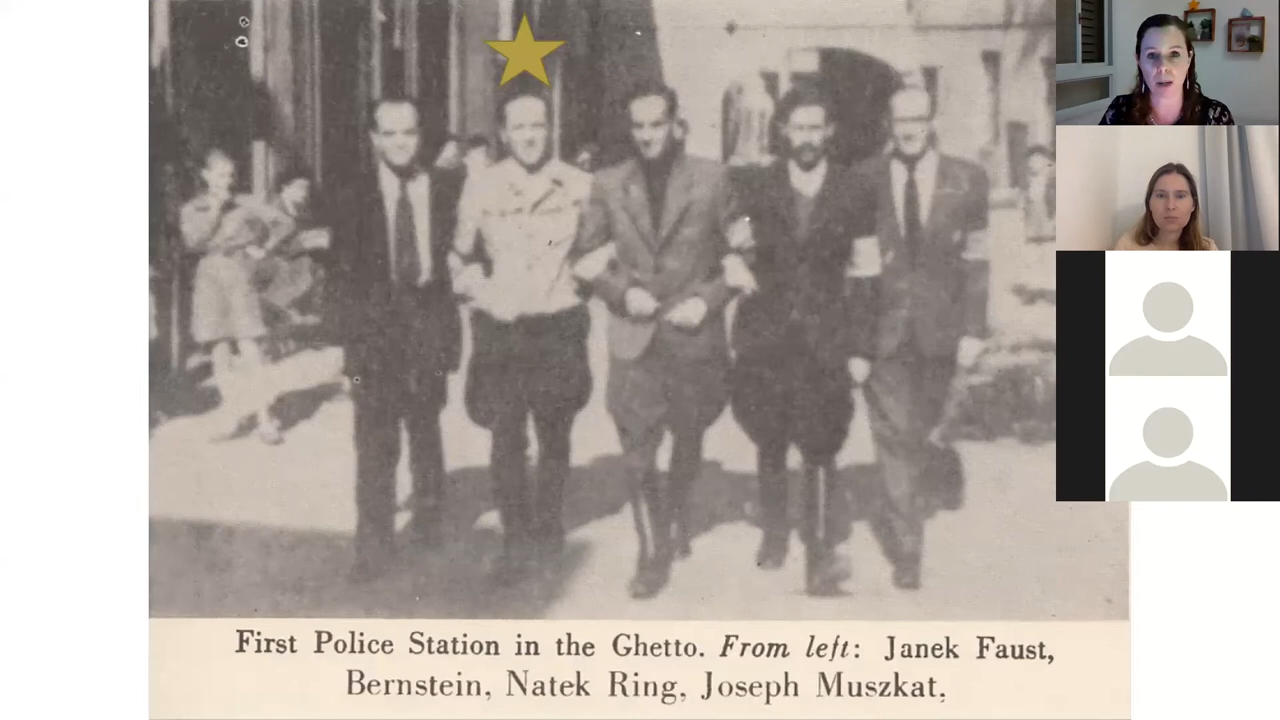 First Police Station in the Ghetto. From left: Janek Faust,
Bernstein, Natek Ring, Joseph Muszkat,